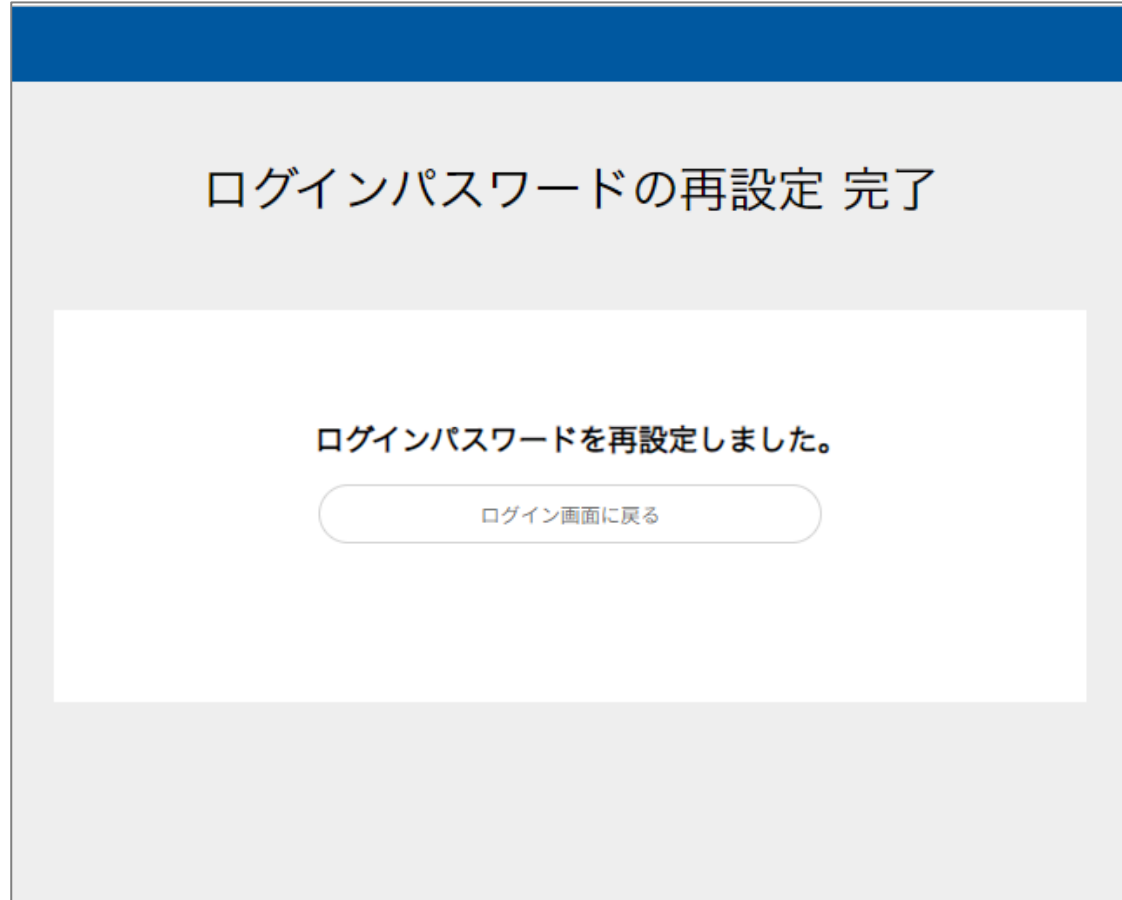 ログインパスワードの再設定 完了
ログインパスワードを再設定しました。
ログイン画面に戻る